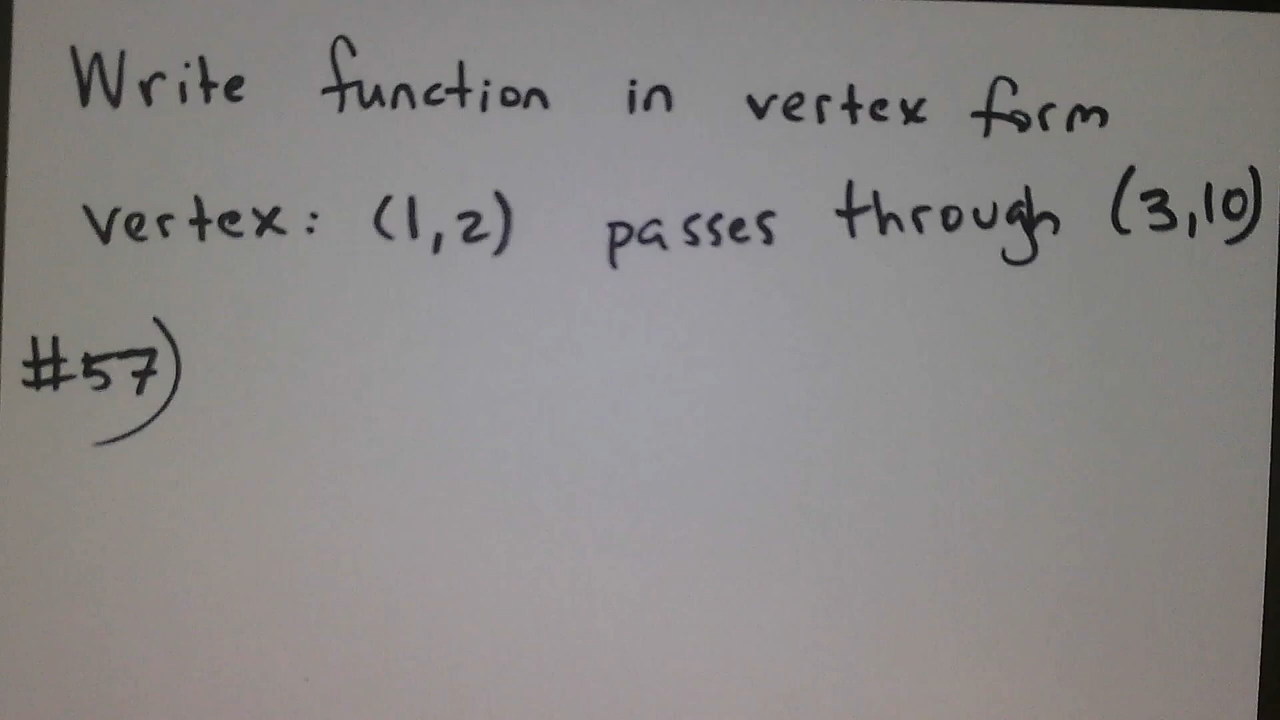 Write function in vertex form
vertex: (1,2) passes through (3,10)
#57)